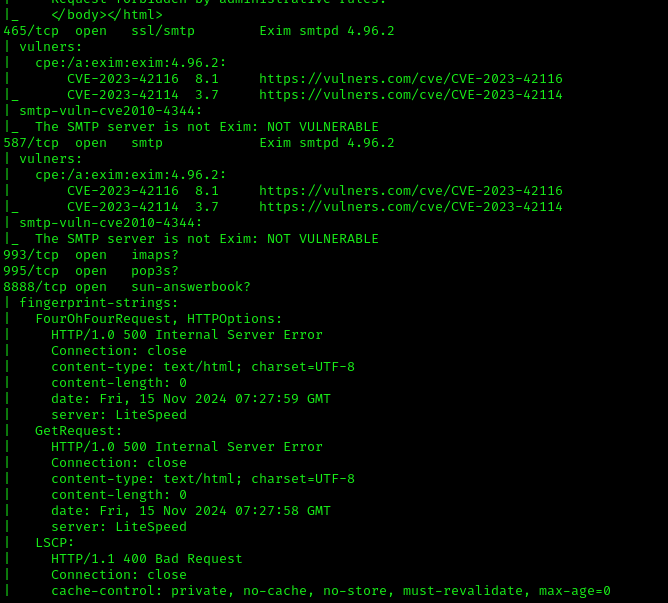 |     Request forbidden by administrative rules.
|_    </body></html>
465/tcp  open   ssl/smtp        Exim smtpd 4.96.2
| vulners:
|   cpe:/a:exim:exim:4.96.2:
|       CVE-2023-42116  8.1     https://vulners.com/cve/CVE-2023-42116
|_      CVE-2023-42114  3.7     https://vulners.com/cve/CVE-2023-42114
| smtp-vuln-cve2010-4344:
|_  The SMTP server is not Exim: NOT VULNERABLE
587/tcp  open   smtp            Exim smtpd 4.96.2
| vulners:
|   cpe:/a:exim:exim:4.96.2:
|       CVE-2023-42116  8.1     https://vulners.com/cve/CVE-2023-42116
|_      CVE-2023-42114  3.7     https://vulners.com/cve/CVE-2023-42114
| smtp-vuln-cve2010-4344:
|_  The SMTP server is not Exim: NOT VULNERABLE
993/tcp  open   imaps?
995/tcp  open   pop3s?
8888/tcp open   sun-answerbook?
| fingerprint-strings:
|   FourOhFourRequest, HTTPOptions:
|     HTTP/1.0 500 Internal Server Error
|     Connection: close
|     content-type: text/html; charset=UTF-8
|     content-length: 0
|     date: Fri, 15 Nov 2024 07:27:59 GMT
|     server: LiteSpeed
|   GetRequest:
|     HTTP/1.0 500 Internal Server Error
|     Connection: close
|     content-type: text/html; charset=UTF-8
|     content-length: 0
|     date: Fri, 15 Nov 2024 07:27:58 GMT
|     server: LiteSpeed
|   LSCP:
|     HTTP/1.1 400 Bad Request
|     Connection: close
|     cache-control: private, no-cache, no-store, must-revalidate, max-age=0